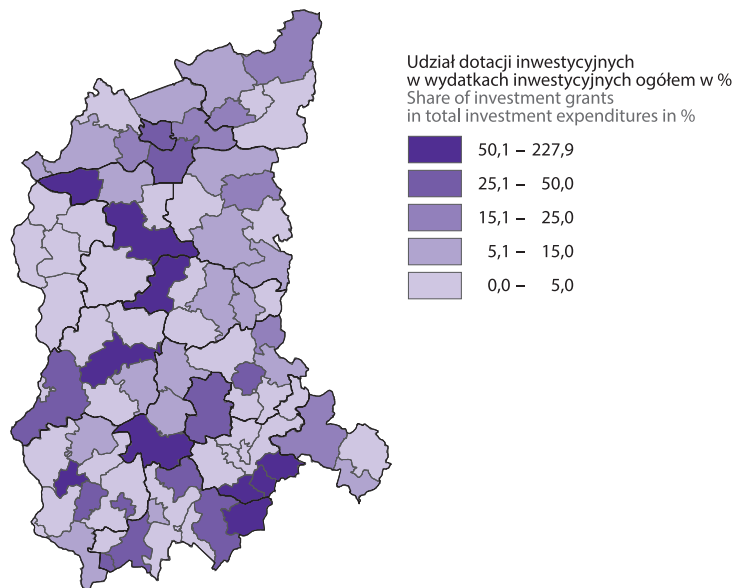 Udział dotacji inwestycyjnych
w wydatkach inwestycyjnych ogółem w %
Share of investment grants
in total investment expenditures in %
50,1 – 227,9
25,1 – 50,0
15,1 – 25,0
5,1 – 15,0
0,0 – 5,0